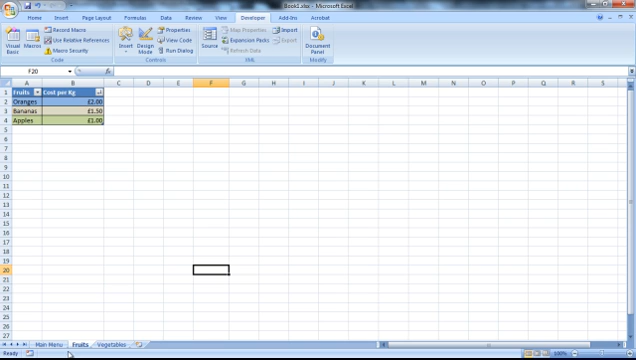 Book1.xlsx - Microsoft Excel
Home Insert Page Layout Formulas Data Review View Developer Add-Ins Acrobat
Visual Basic Macros Record Macro Use Relative References Macro Security
Insert Design Mode Properties View Code Run Dialog
Source Map Properties Expansion Packs Refresh Data Import Export
Document Panel
Code Controls XML Modify
F20 fx
A B C D E F G H I J K L M N O P Q R S
1 Fruits Cost per Kg
2 Oranges £2.00
3 Bananas £1.50
4 Apples £1.00
5
6
7
8
9
10
11
12
13
14
15
16
17
18
19
20
21
22
23
24
25
26
27
Main Menu Fruits Vegetables
Ready 100%